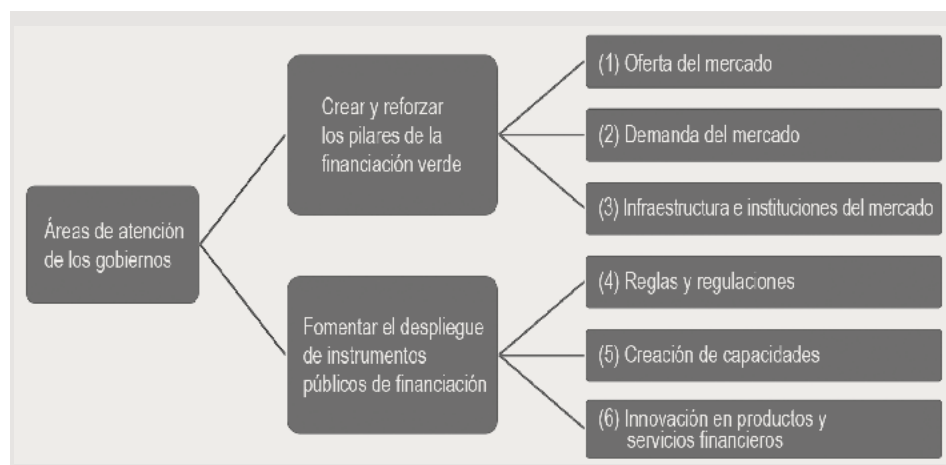 Áreas de atención
de los gobiernos
Crear y reforzar
los pilares de la
financiación verde
Fomentar el despliegue
de instrumentos
públicos de financiación
(1) Oferta del mercado
(2) Demanda del mercado
(3) Infraestructura e instituciones del mercado
(4) Reglas y regulaciones
(5) Creación de capacidades
(6) Innovación en productos y
servicios financieros